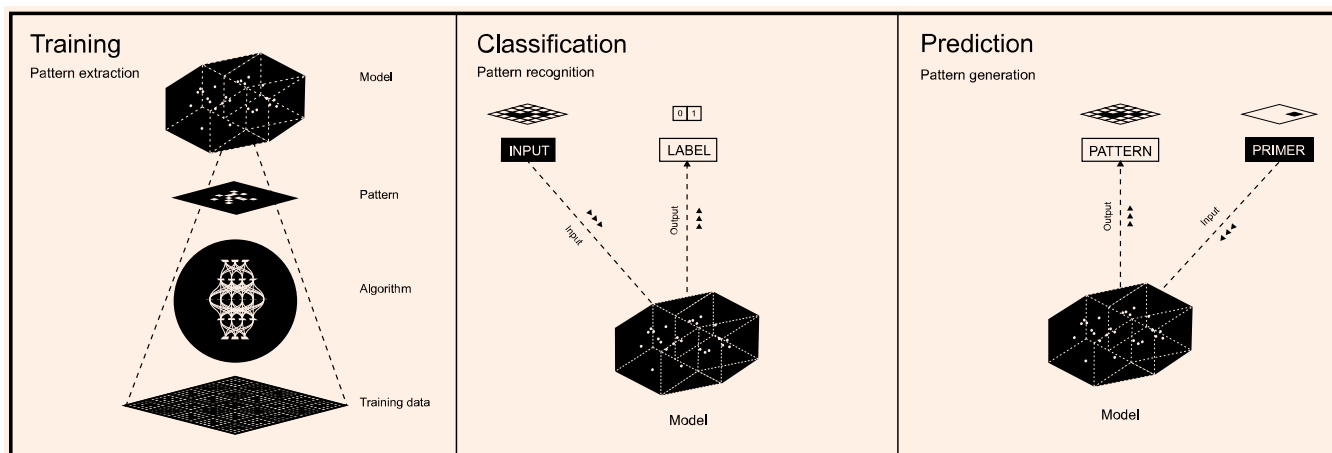 Training
Pattern extraction
Model
Pattern
Algorithm
Training data
Classification
Pattern recognition
0 1
INPUT
LABEL
Input
Output
Model
Prediction
Pattern generation
PATTERN
PRIMER
Output
Input
Model